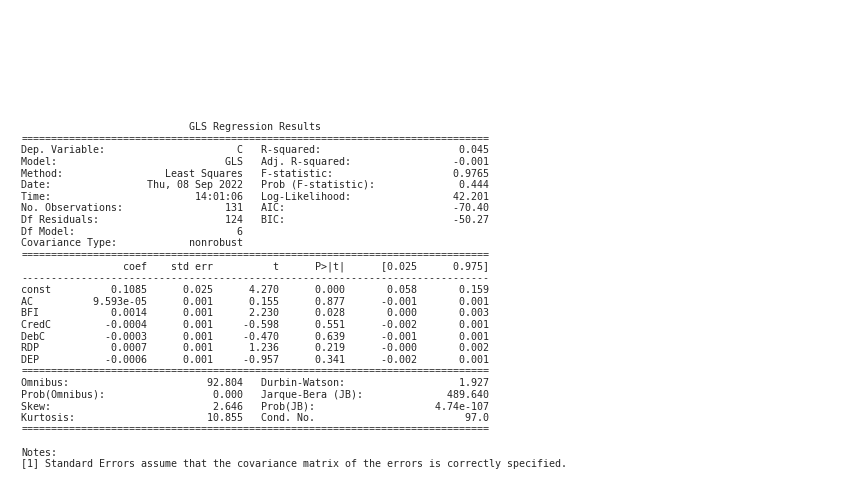 GLS Regression Results
==============================================================================
Dep. Variable:                      C   R-squared:                       0.045
Model:                            GLS   Adj. R-squared:                 -0.001
Method:                 Least Squares   F-statistic:                    0.9765
Date:                Thu, 08 Sep 2022   Prob (F-statistic):              0.444
Time:                        14:01:06   Log-Likelihood:                 42.201
No. Observations:                 131   AIC:                            -70.40
Df Residuals:                     124   BIC:                            -50.27
Df Model:                           6
Covariance Type:            nonrobust
==============================================================================
                 coef    std err          t      P>|t|      [0.025      0.975]
------------------------------------------------------------------------------
const          0.1085      0.025      4.270      0.000       0.058       0.159
AC          9.593e-05      0.001      0.155      0.877      -0.001       0.001
BFI            0.0014      0.001      2.230      0.028       0.000       0.003
CredC         -0.0004      0.001     -0.598      0.551      -0.002       0.001
DebC          -0.0003      0.001     -0.470      0.639      -0.001       0.001
RDP            0.0007      0.001      1.236      0.219      -0.000       0.002
DEP           -0.0006      0.001     -0.957      0.341      -0.002       0.001
==============================================================================
Omnibus:                       92.804   Durbin-Watson:                   1.927
Prob(Omnibus):                  0.000   Jarque-Bera (JB):              489.640
Skew:                           2.646   Prob(JB):                    4.74e-107
Kurtosis:                      10.855   Cond. No.                         97.0
==============================================================================
Notes:
[1] Standard Errors assume that the covariance matrix of the errors is correctly specified.